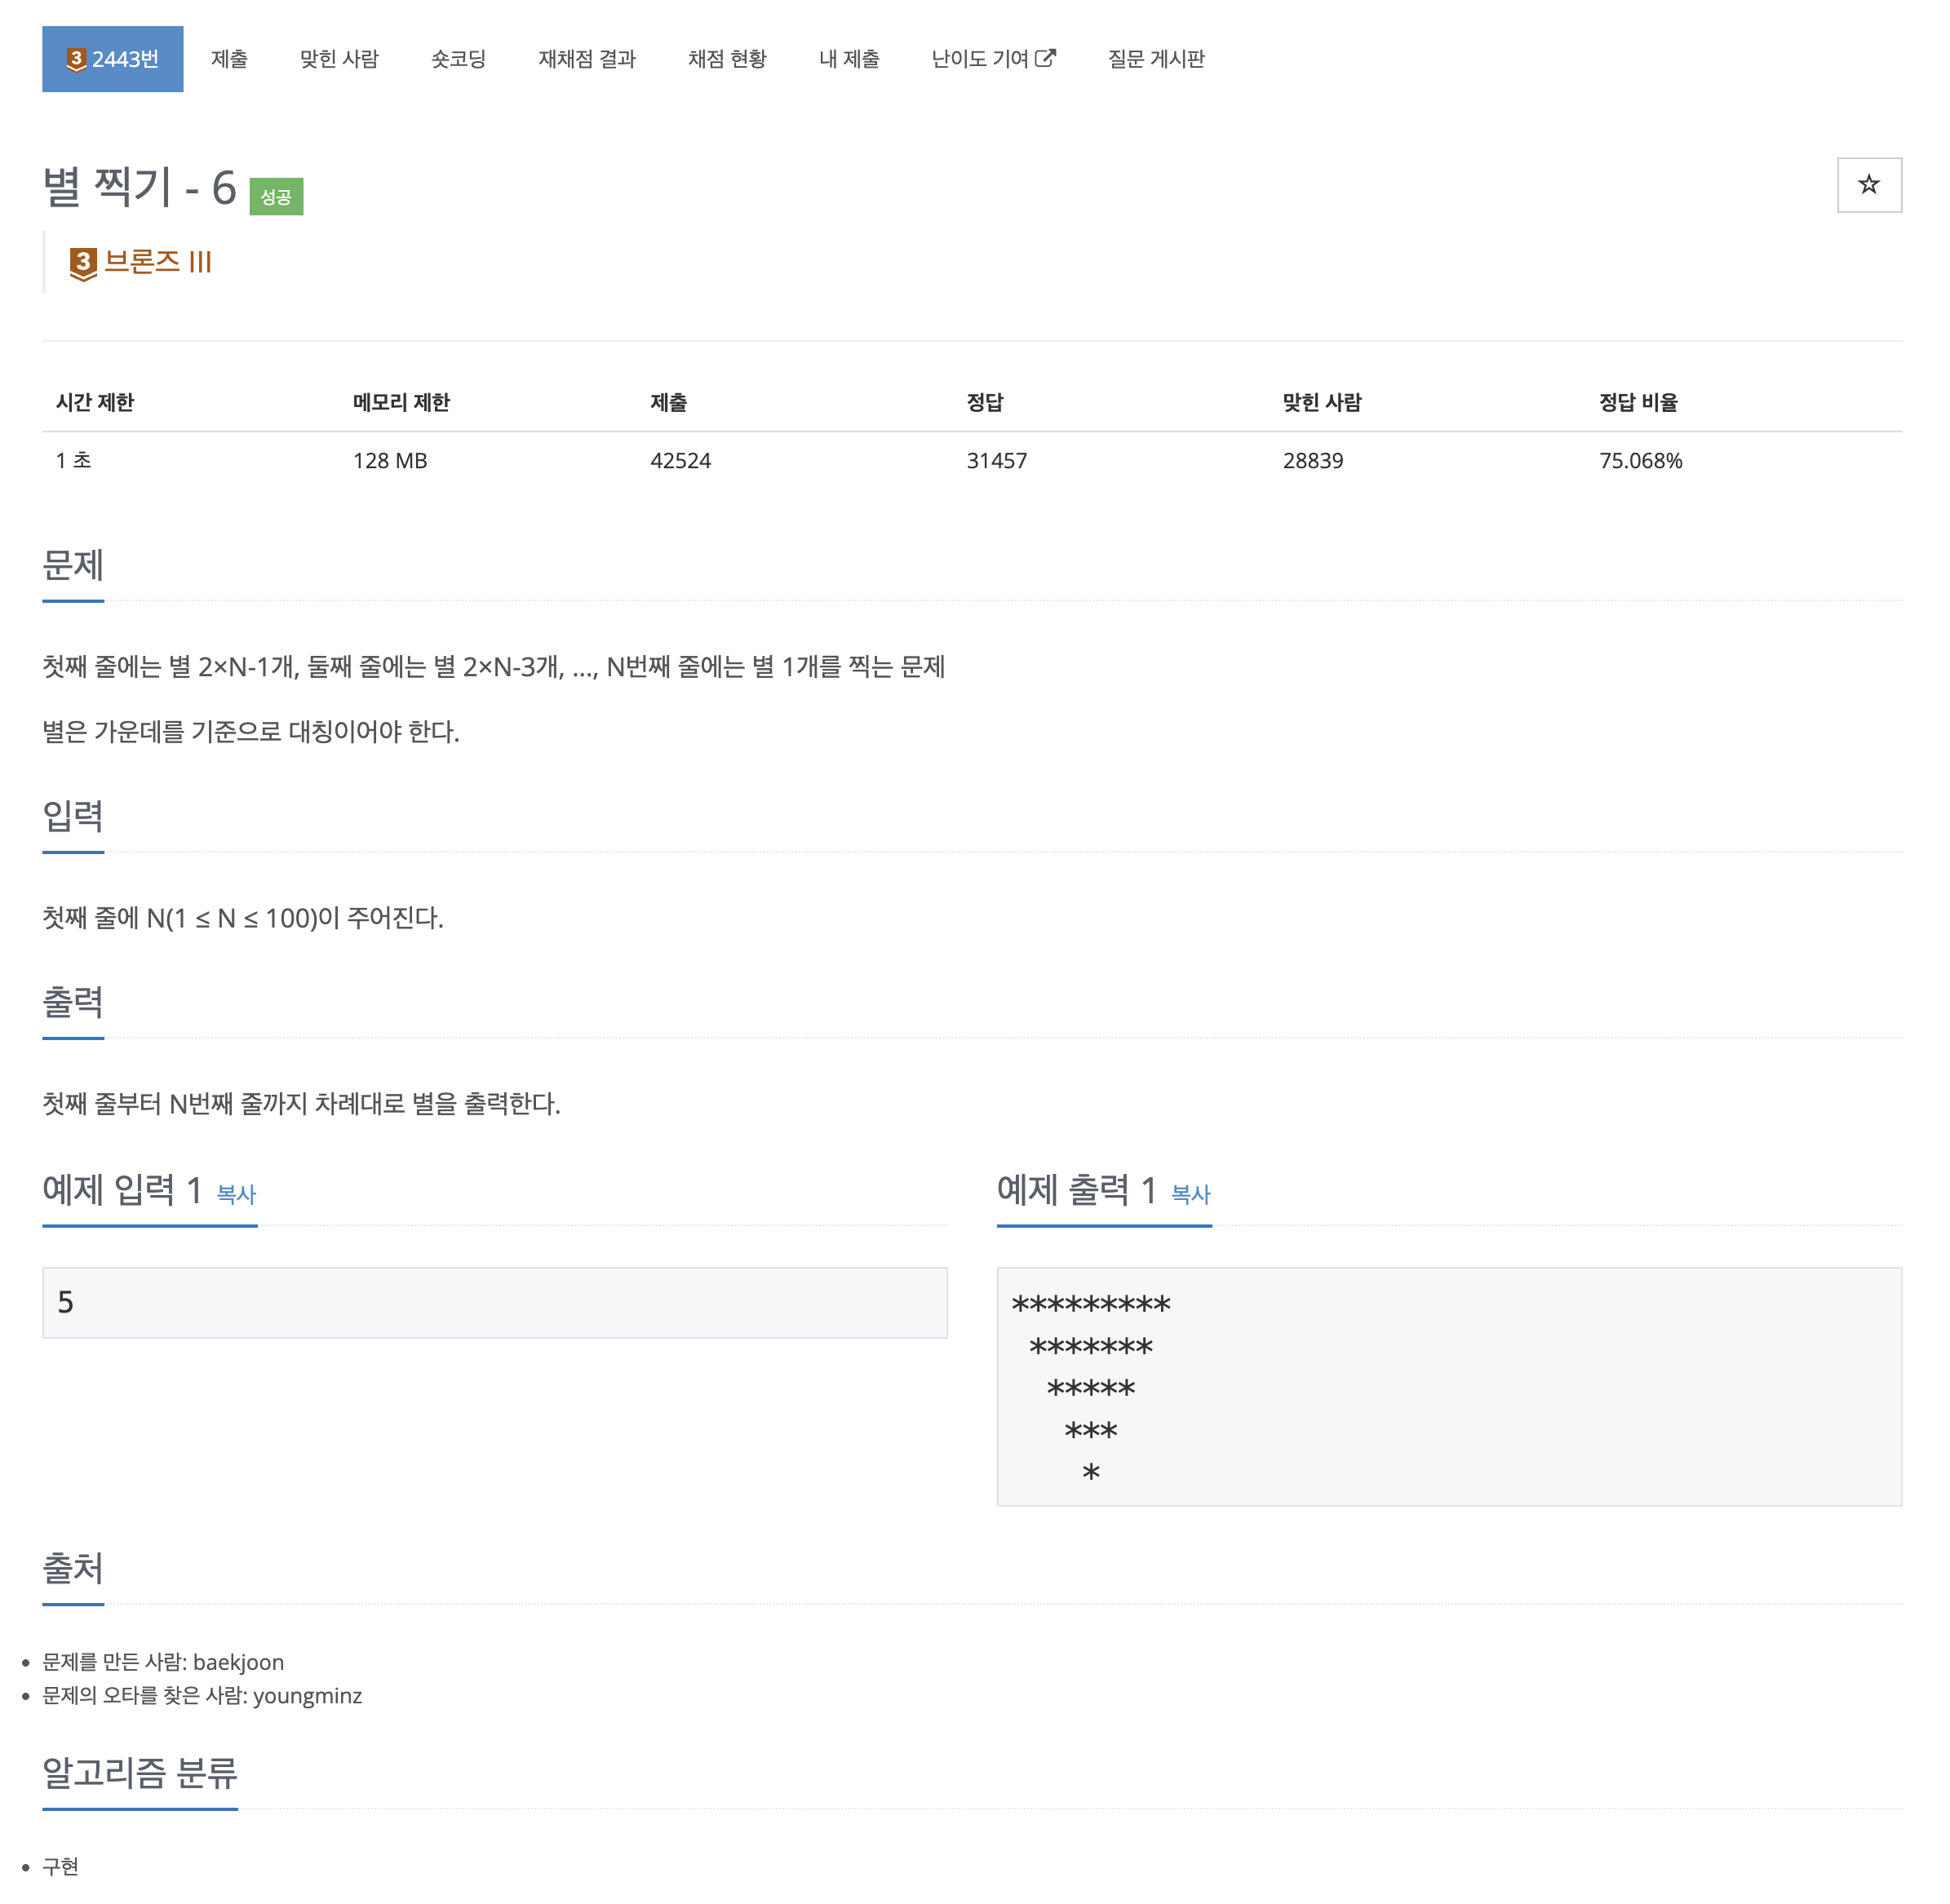 3 2443번 제출 맞힌 사람 숏코딩 재채점 결과 채점 현황 내 제출 난이도 기여 질문 게시판
별 찍기 - 6 성공
3 브론즈 III
시간 제한 메모리 제한 제출 정답 맞힌 사람 정답 비율
1 초 128 MB 42524 31457 28839 75.068%
문제
첫째 줄에는 별 2×N-1개, 둘째 줄에는 별 2×N-3개, ..., N번째 줄에는 별 1개를 찍는 문제
별은 가운데를 기준으로 대칭이어야 한다.
입력
첫째 줄에 N(1 ≤ N ≤ 100)이 주어진다.
출력
첫째 줄부터 N번째 줄까지 차례대로 별을 출력한다.
예제 입력 1 복사
5
예제 출력 1 복사
*********
 *******
  *****
   ***
    *
출처
문제를 만든 사람: baekjoon
문제의 오타를 찾은 사람: youngminz
알고리즘 분류
구현